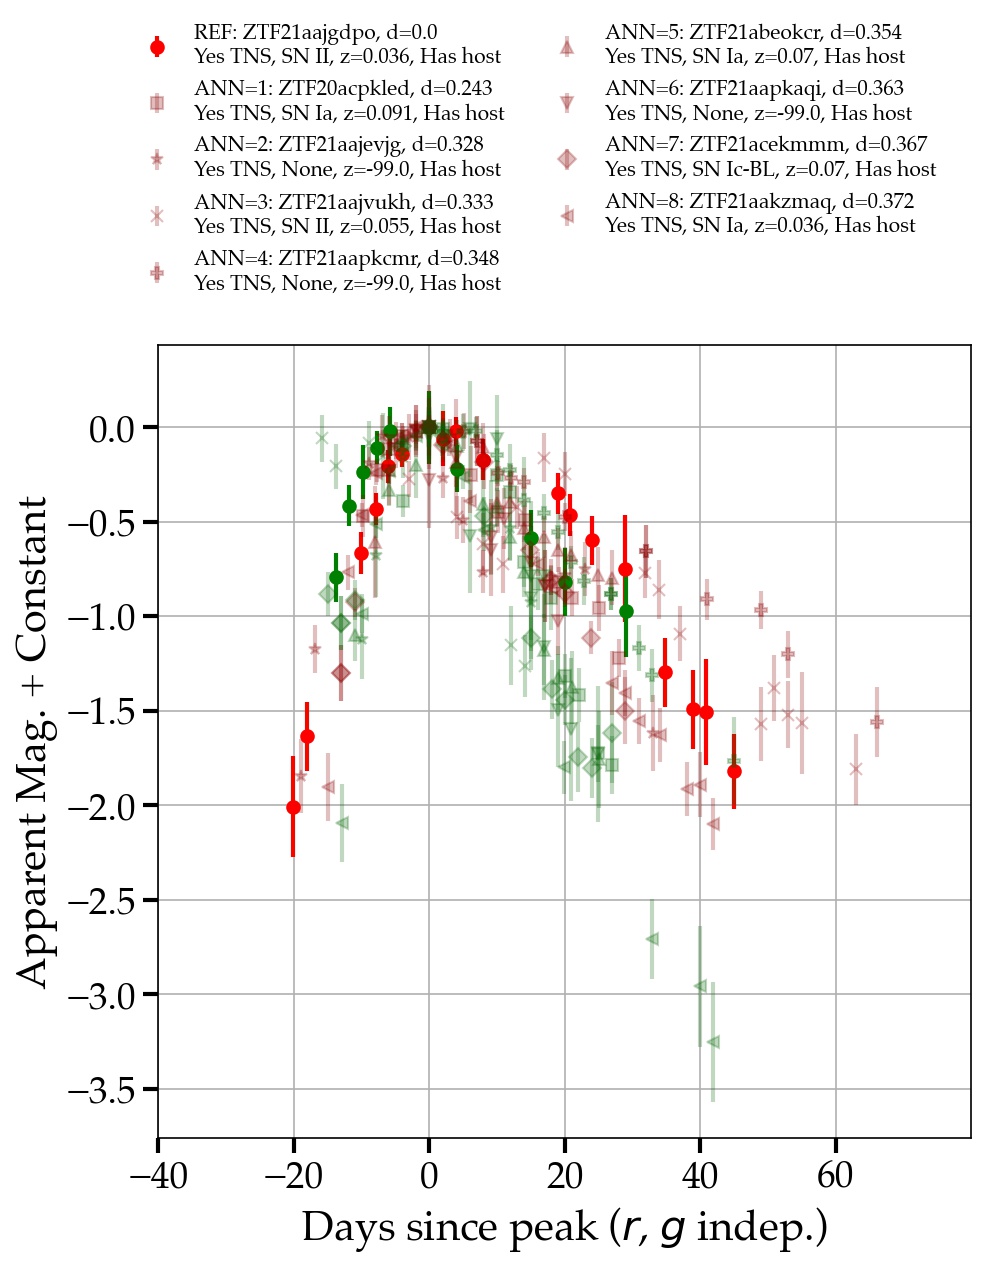 REF: ZTF21aajgdpo, d=0.0
Yes TNS, SN II, z=0.036, Has host
ANN=1: ZTF20acpkled, d=0.243
Yes TNS, SN Ia, z=0.091, Has host
ANN=2: ZTF21aajevjg, d=0.328
Yes TNS, None, z=-99.0, Has host
ANN=3: ZTF21aajvukh, d=0.333
Yes TNS, SN II, z=0.055, Has host
ANN=4: ZTF21aapkcmr, d=0.348
Yes TNS, None, z=-99.0, Has host
ANN=5: ZTF21abeokcr, d=0.354
Yes TNS, SN Ia, z=0.07, Has host
ANN=6: ZTF21aapkaqi, d=0.363
Yes TNS, None, z=-99.0, Has host
ANN=7: ZTF21acekmmm, d=0.367
Yes TNS, SN Ic-BL, z=0.07, Has host
ANN=8: ZTF21aakzmaq, d=0.372
Yes TNS, SN Ia, z=0.036, Has host
Apparent Mag. + Constant
0.0
−0.5
−1.0
−1.5
−2.0
−2.5
−3.0
−3.5
−40
−20
0
20
40
60
Days since peak (r, g indep.)